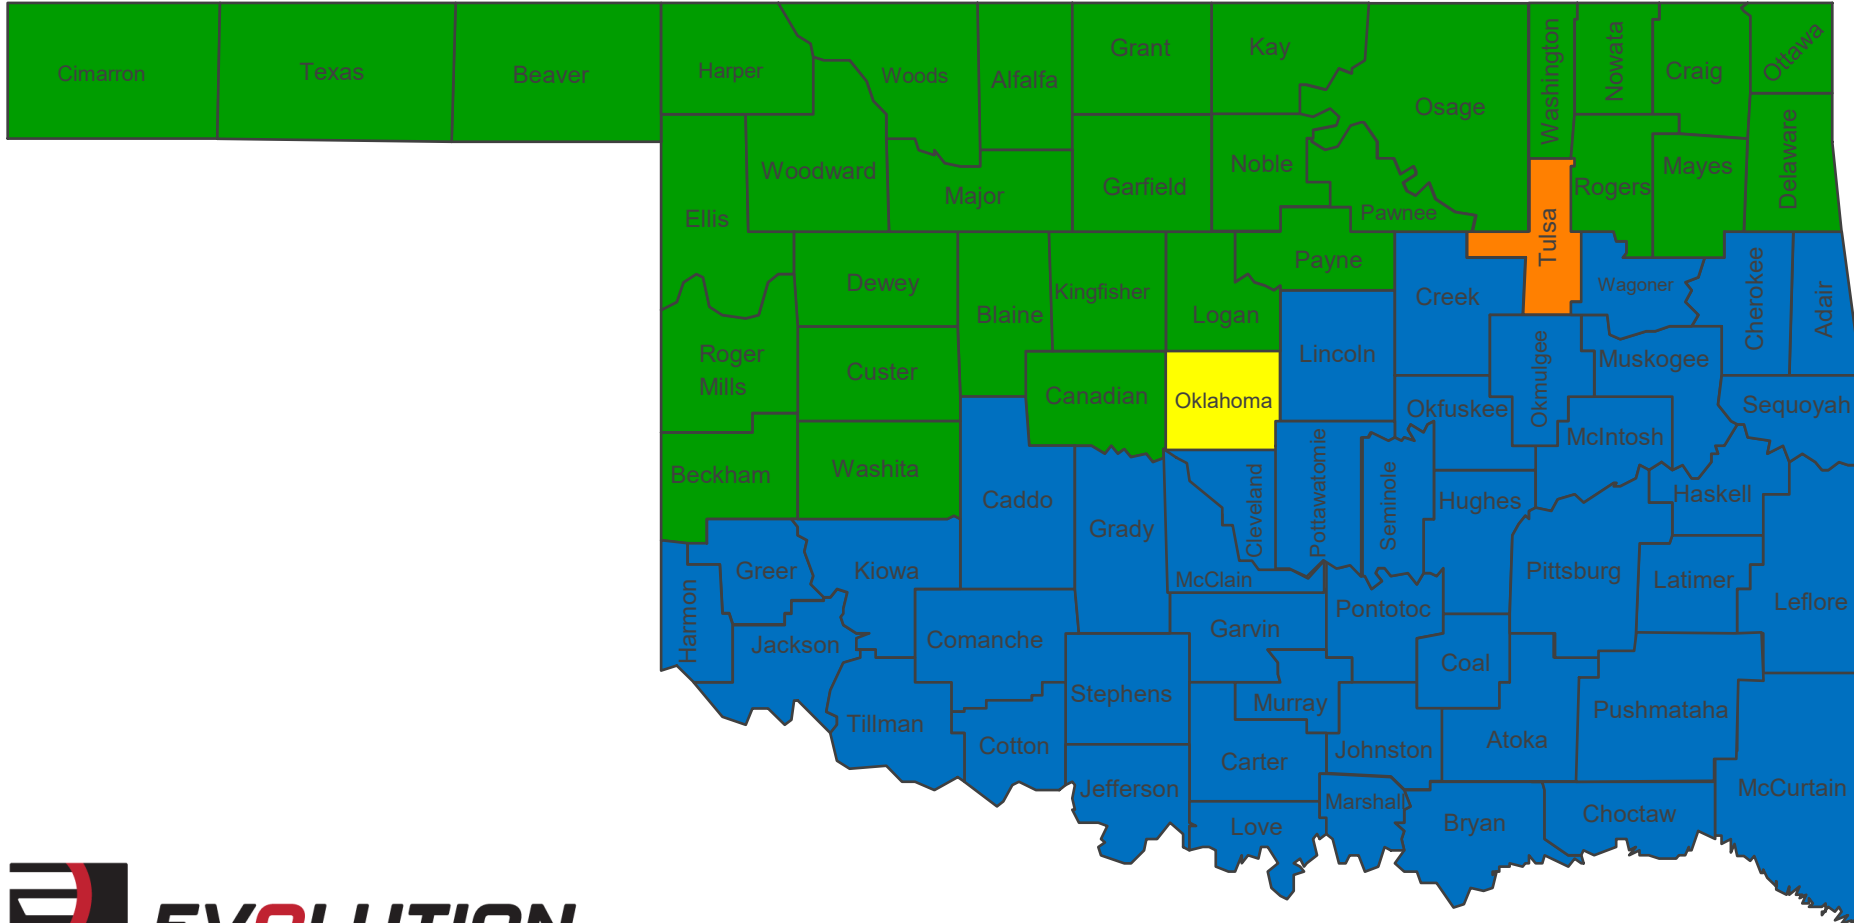 Cimarron
Texas
Beaver
Harper
Woods
Alfalfa
Grant
Kay
Osage
Washington
Nowata
Craig
Ottawa
Ellis
Woodward
Major
Garfield
Noble
Pawnee
Rogers
Mayes
Delaware
Dewey
Blaine
Kingfisher
Logan
Payne
Creek
Tulsa
Wagoner
Cherokee
Adair
Roger
Mills
Custer
Canadian
Oklahoma
Lincoln
Okfuskee
Okmulgee
Muskogee
McIntosh
Sequoyah
Beckham
Washita
Caddo
Grady
Cleveland
Pottawatomie
Seminole
Hughes
Haskell
Harmon
Greer
Kiowa
McClain
Pittsburg
Latimer
Leflore
Jackson
Comanche
Garvin
Pontotoc
Coal
Tillman
Cotton
Stephens
Murray
Johnston
Atoka
Pushmataha
Jefferson
Carter
Love
Marshall
Bryan
Choctaw
McCurtain
EVOLUTION